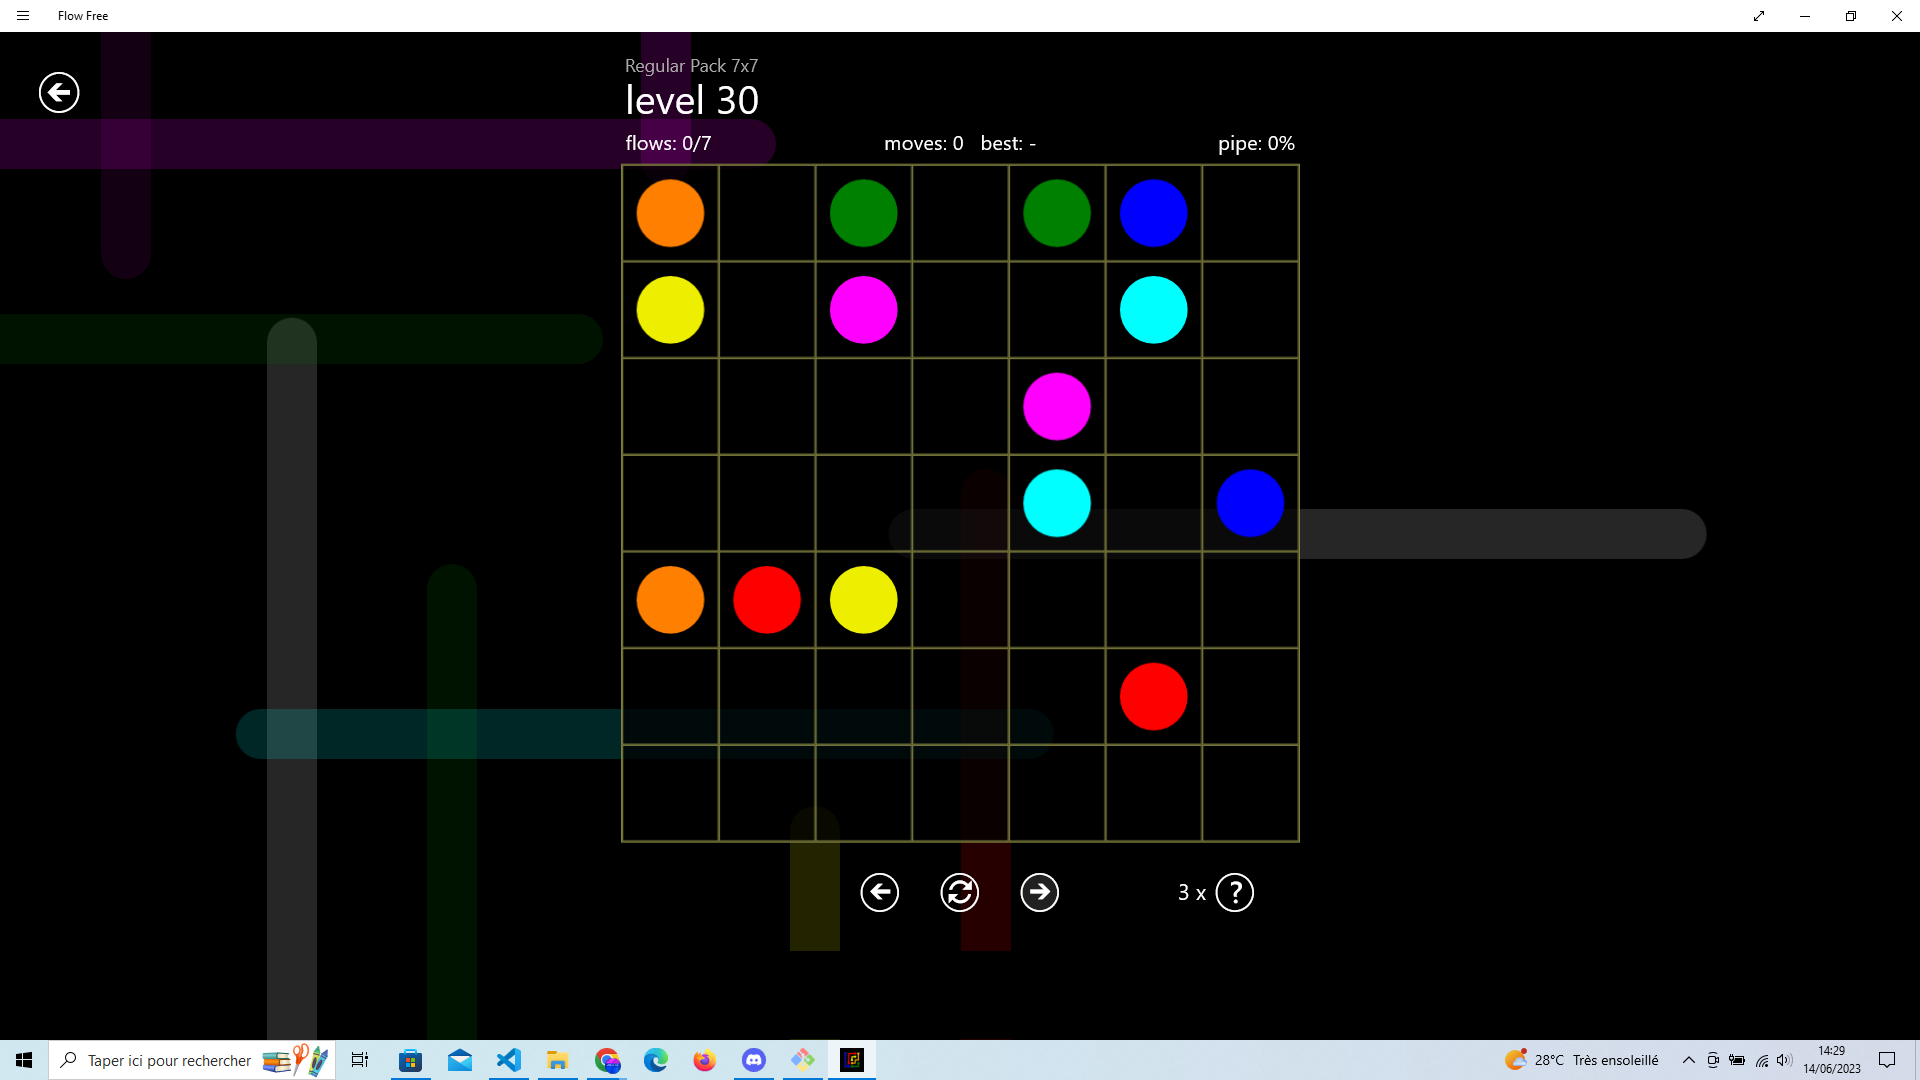 Flow Free
Regular Pack 7x7
level 30
flows: 0/7 moves: 0 best: - pipe: 0%
3 x ?
Taper ici pour rechercher
28°C Très ensoleillé
14:29
14/06/2023